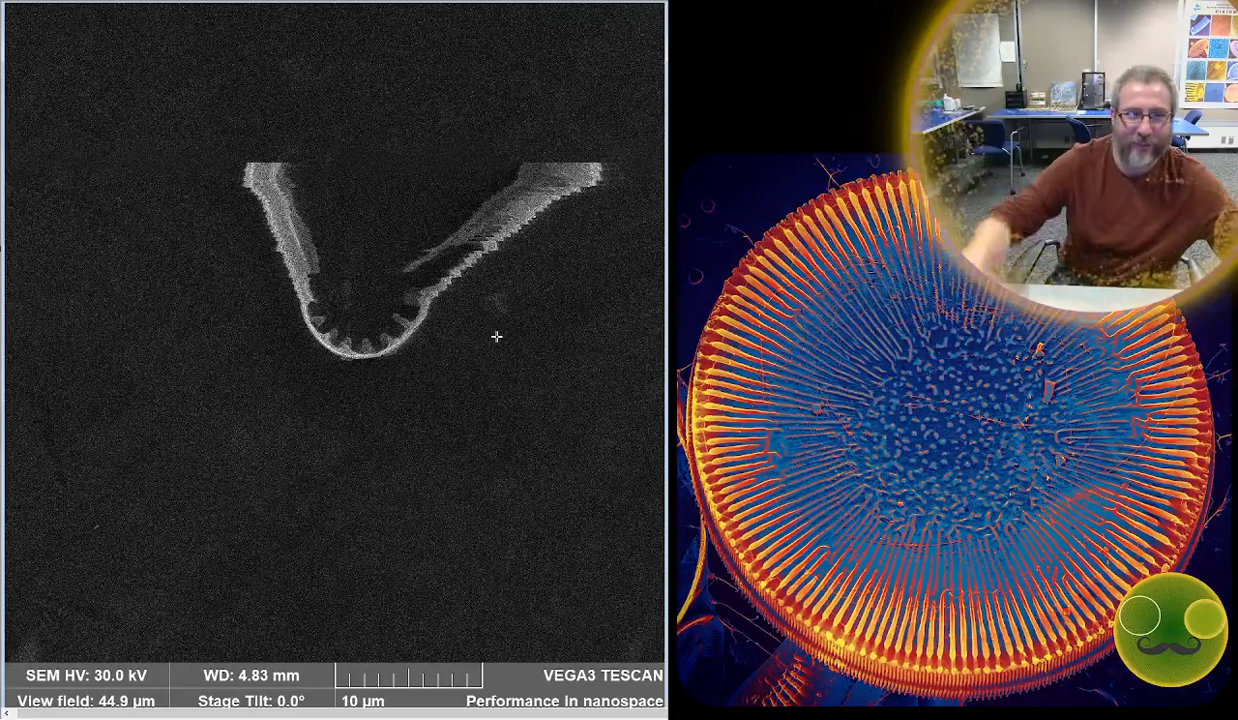 SEM HV: 30.0 kV
WD: 4.83 mm
VEGA3 TESCAN
View field: 44.9 µm
Stage Tilt: 0.0°
10 µm
Performance in nanospace